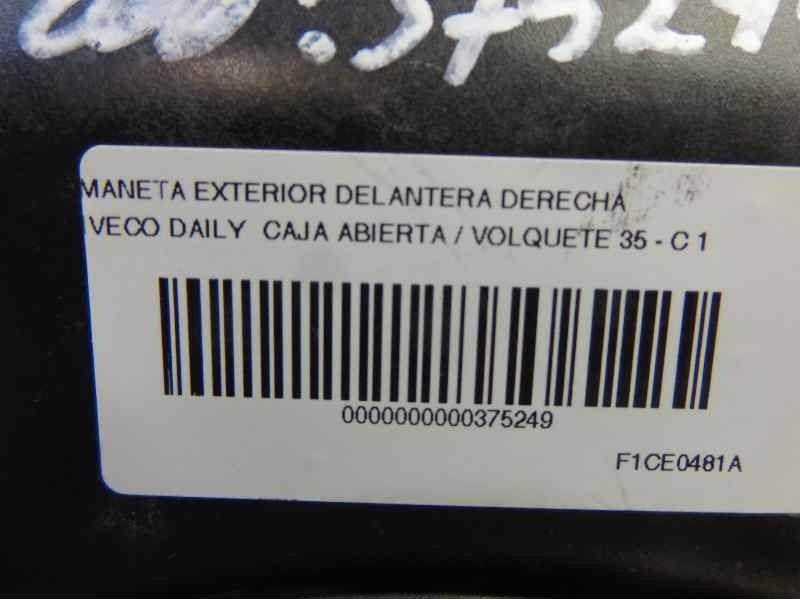 MANETA EXTERIOR DELANTERA DERECHA
VECO DAILY CAJA ABIERTA / VOLQUETE 35 - C 1
0000000000375249
F1CE0481A